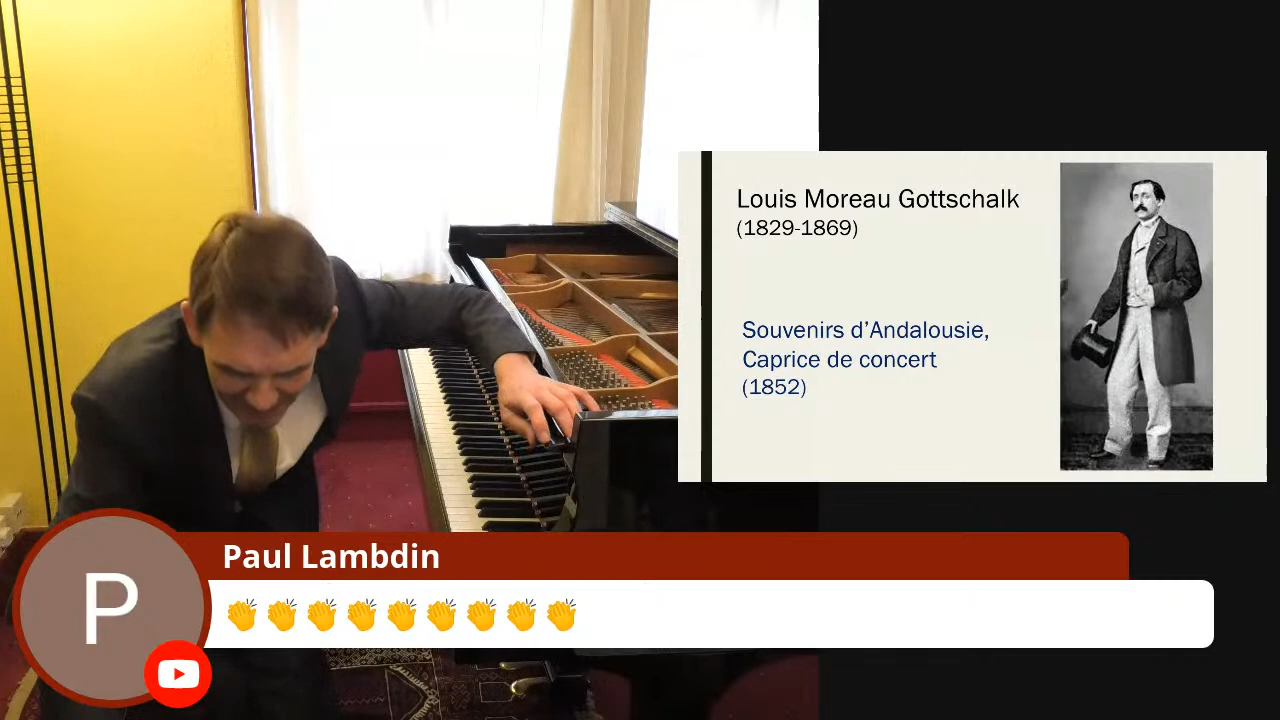 Louis Moreau Gottschalk
(1829-1869)
Souvenirs d’Andalousie,
Caprice de concert
(1852)
P
Paul Lambdin
👏👏👏👏👏👏👏👏👏